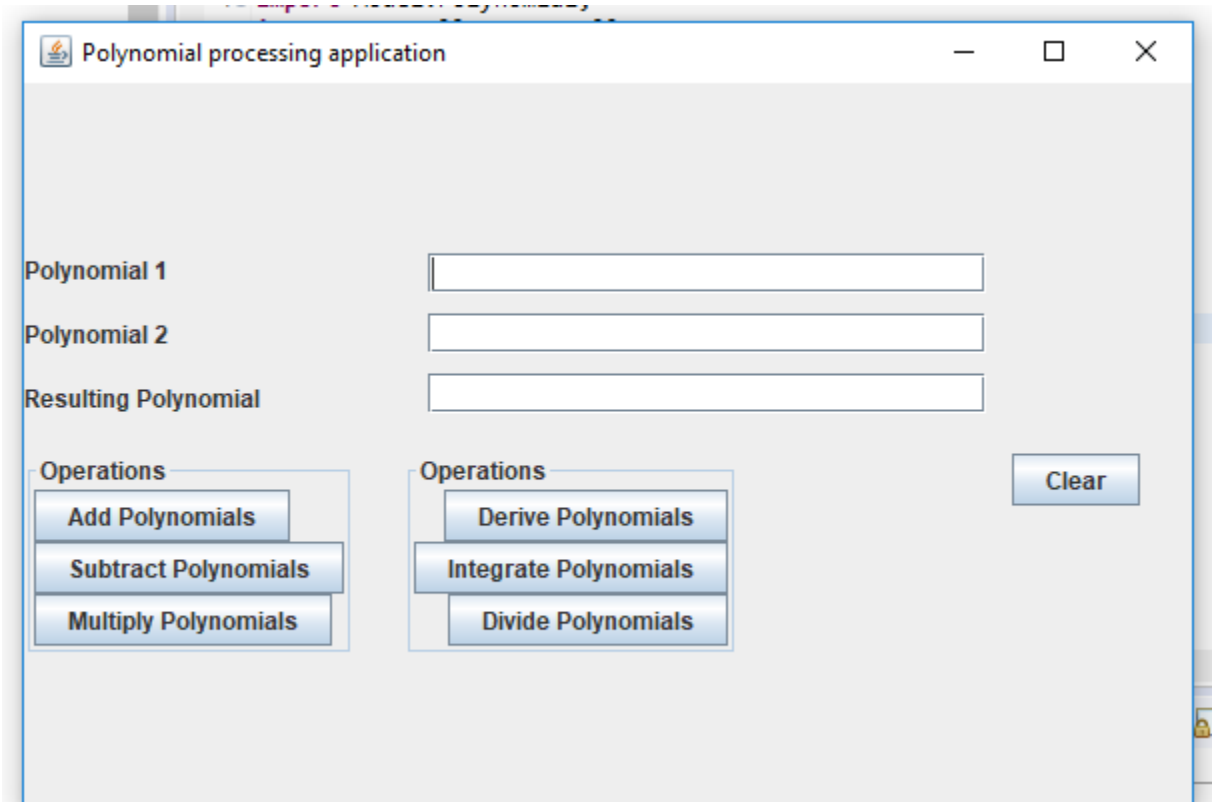 Polynomial processing application
Polynomial 1
Polynomial 2
Resulting Polynomial
Operations
Add Polynomials
Subtract Polynomials
Multiply Polynomials
Operations
Derive Polynomials
Integrate Polynomials
Divide Polynomials
Clear